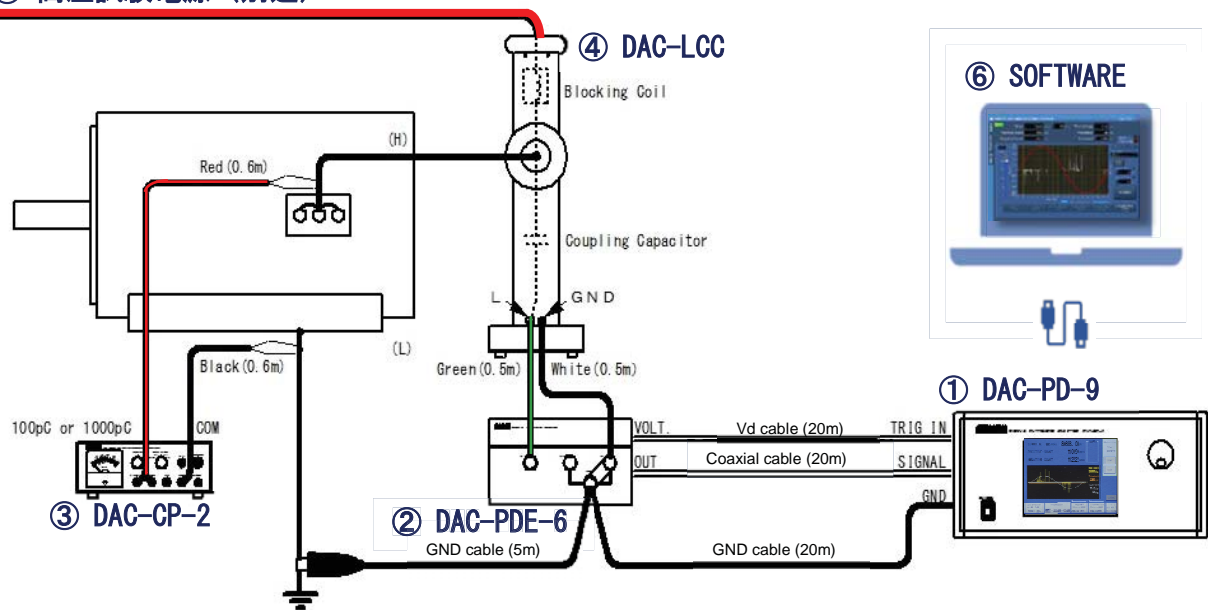 ④ DAC-LCC
⑥ SOFTWARE
Blocking Coil
(H)
Red(0.6m)
Coupling Capacitor
L
GND
(L)
Black(0.6m)
Green(0.5m)
White(0.5m)
① DAC-PD-9
100pC or 1000pC
COM
VOLT.
Vd cable (20m)
TRIG IN
OUT
Coaxial cable (20m)
SIGNAL
GND
③ DAC-CP-2
② DAC-PDE-6
GND cable (5m)
GND cable (20m)